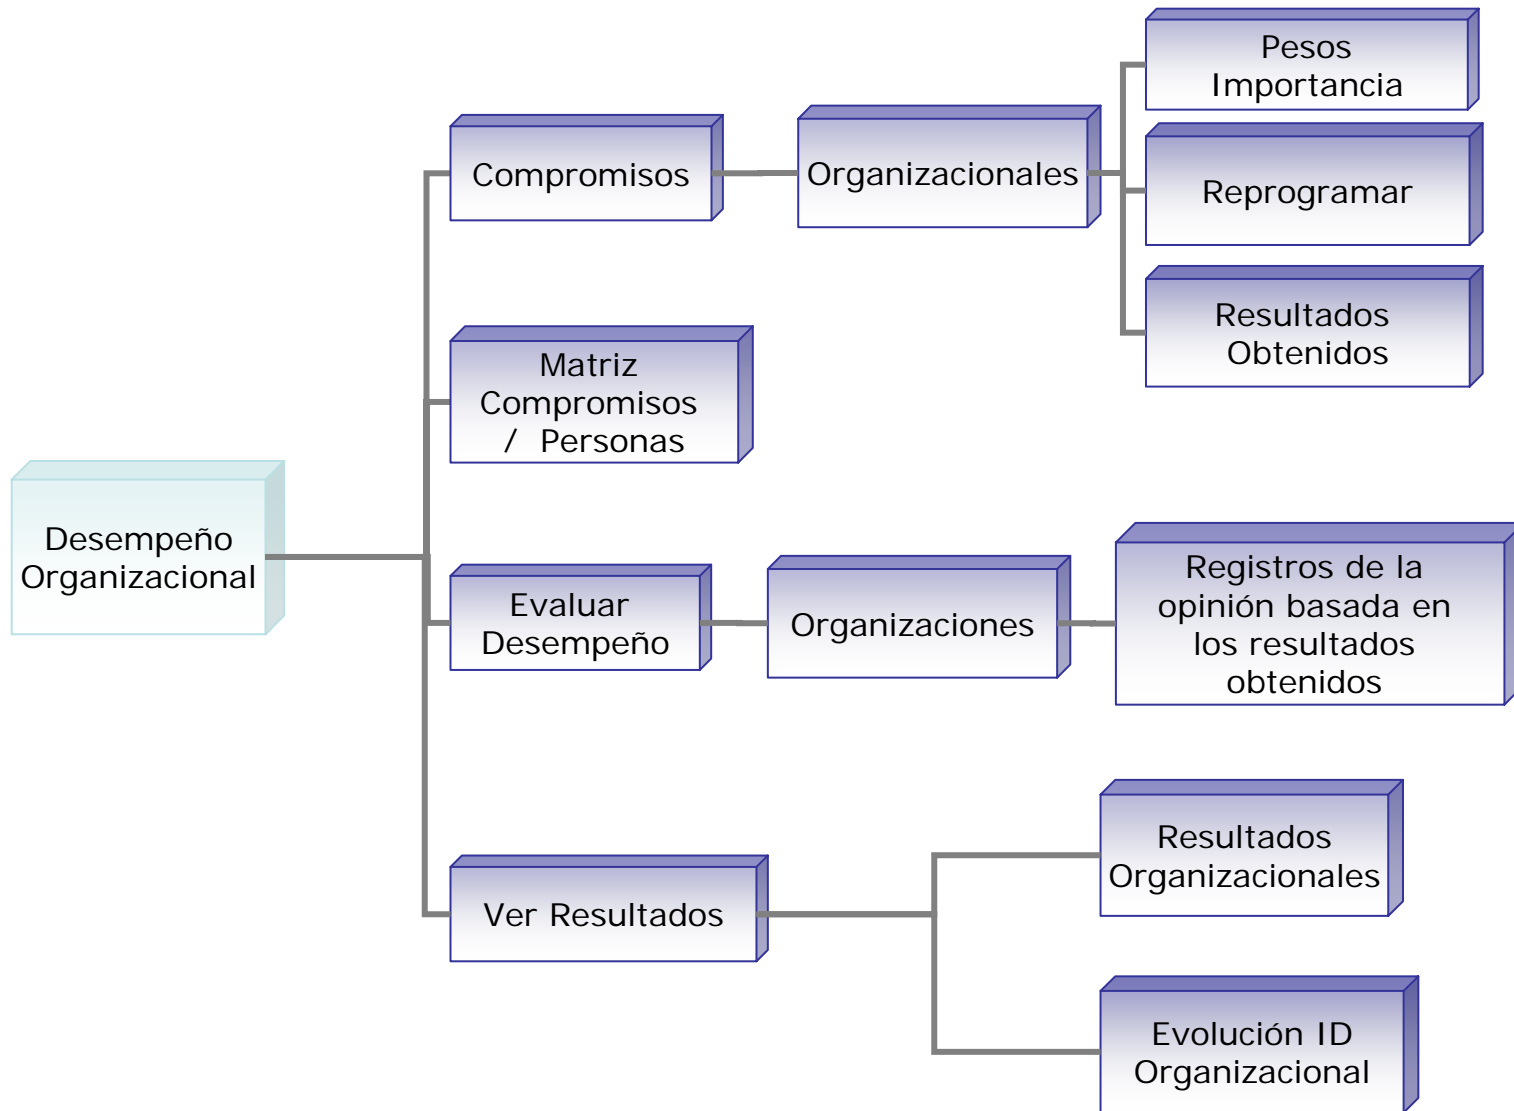 Pesos
Importancia
Compromisos
Organizacionales
Reprogramar
Resultados
Obtenidos
Matriz
Compromisos
/ Personas
Desempeño
Organizacional
Evaluar
Desempeño
Organizaciones
Registros de la
opinión basada en
los resultados
obtenidos
Ver Resultados
Resultados
Organizacionales
Evolución ID
Organizacional